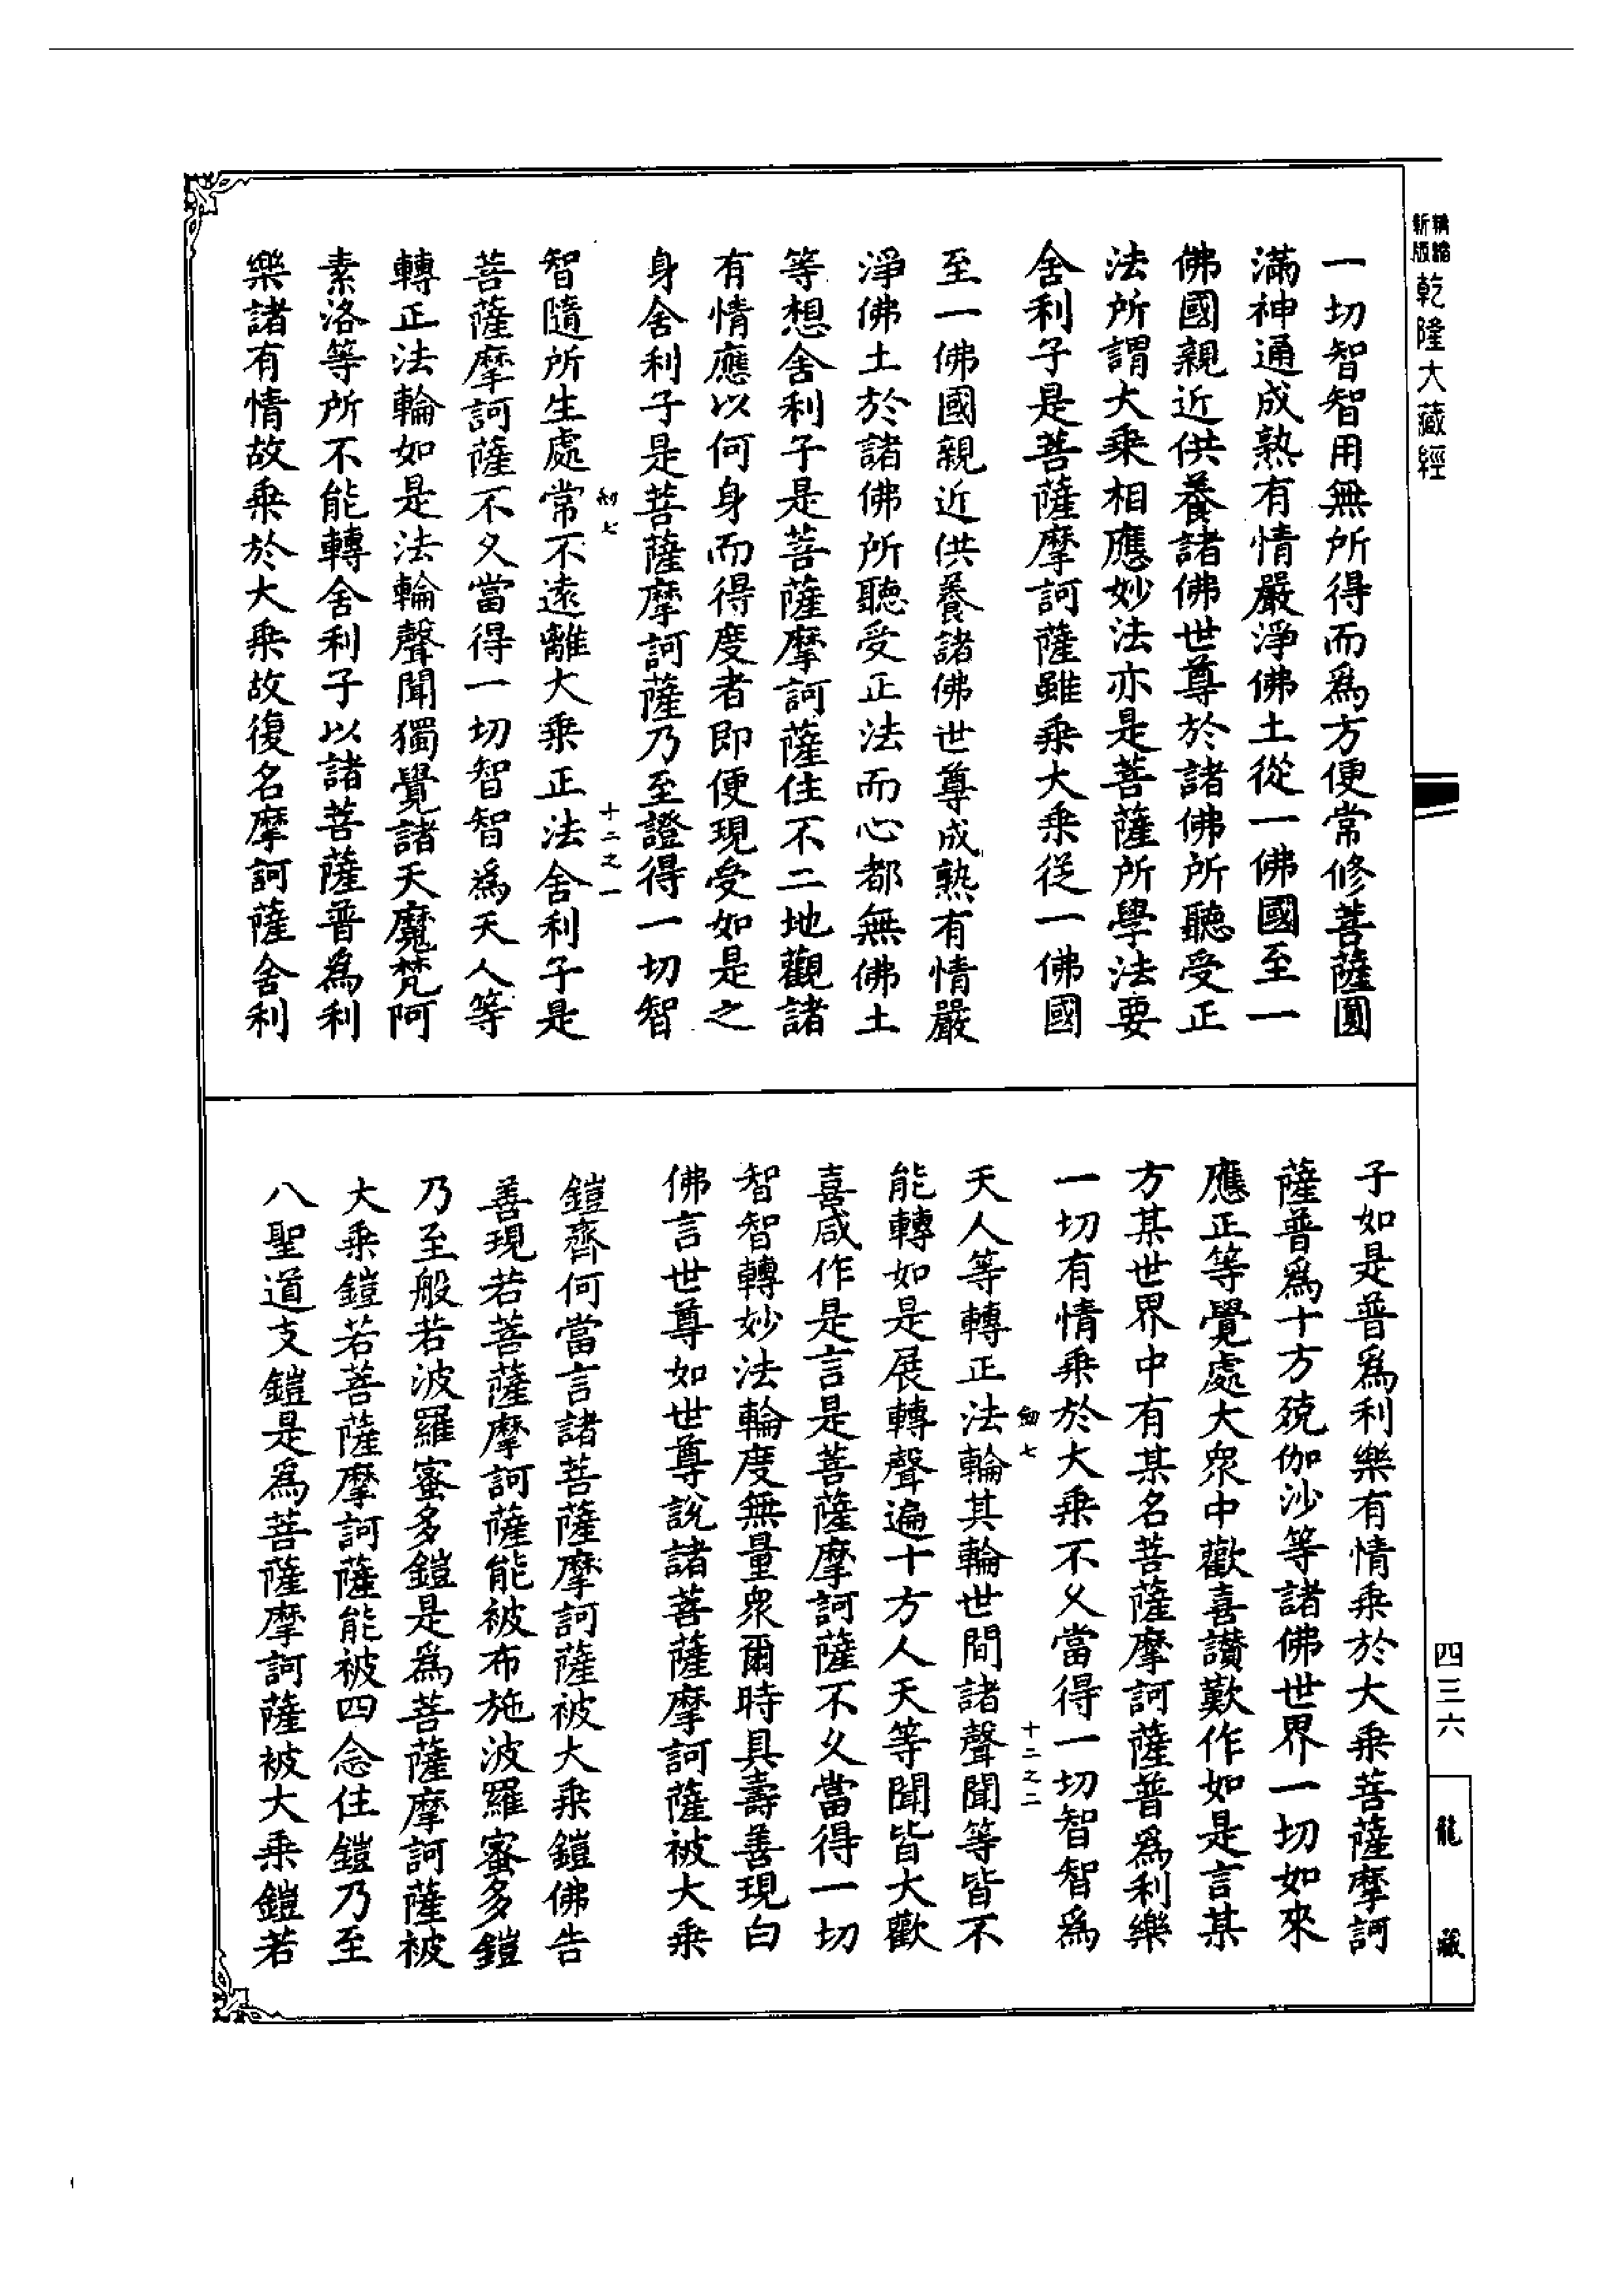 新精
版縮
乾隆大藏經
一切智智用無所得而為方便常修菩薩圓
滿神通成熟有情嚴淨佛土從一佛國至一
佛國親近供養諸佛世尊於諸佛所聽受正
法所謂大乘相應妙法亦是菩薩所學法要
舍利子是菩薩摩訶薩雖乘大乘從一佛國
至一佛國親近供養諸佛世尊成熟有情嚴
淨佛土於諸佛所聽受正法而心都無佛土
等想舍利子是菩薩摩訶薩住不二地觀諸
有情應以何身而得度者即便現受如是之
身舍利子是菩薩摩訶薩乃至證得一切智
十二之一
智隨所生處常不遠離大乘正法舍利子是
菩薩摩訶薩不久當得一切智智為天人等
轉正法輪如是法輪聲聞獨覺諸天魔梵阿
素洛等所不能轉舍利子以諸菩薩普為利
樂諸有情故乘於大乘故復名摩訶薩舍利
子如是普為利樂有情乘於大乘菩薩摩訶
薩普為十方殑伽沙等諸佛世界一切如來
應正等覺處大眾中歡喜讚歎作如是言某
方某世界中有某名菩薩摩訶薩普為利樂
一切有情乘於大乘不久當得一切智智為
十二之二
天人等轉正法輪其輪世間諸聲聞等皆不
能轉如是展轉聲遍十方人天等聞皆大歡
喜咸作是言是菩薩摩訶薩不久當得一切
智智轉妙法輪度無量眾爾時具壽善現白
佛言世尊如世尊說諸菩薩摩訶薩被大乘
鎧齊何當言諸菩薩摩訶薩被大乘鎧佛告
善現若菩薩摩訶薩能被布施波羅蜜多鎧
乃至般若波羅蜜多鎧是為菩薩摩訶薩被
大乘鎧若菩薩摩訶薩能被四念住鎧乃至
八聖道支鎧是為菩薩摩訶薩被大乘鎧若
四三六
龍藏